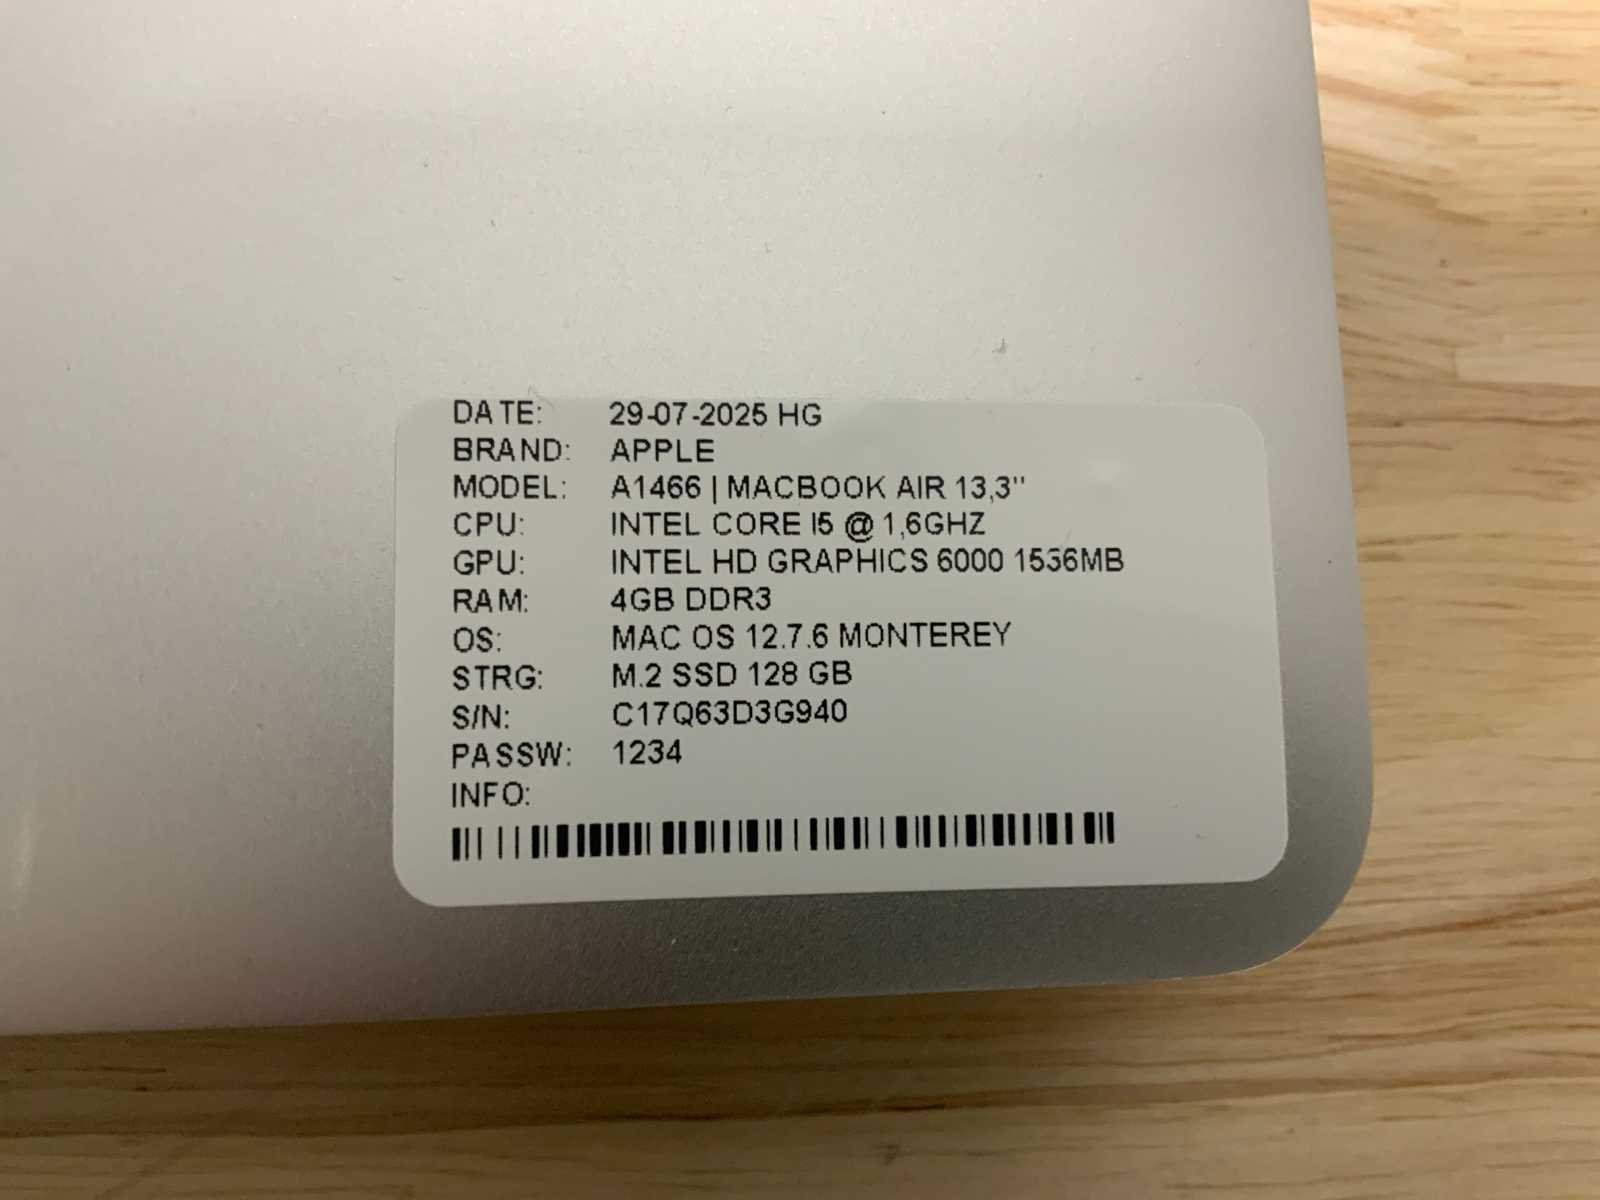 DATE: 29-07-2025 HG
BRAND: APPLE
MODEL: A1466 | MACBOOK AIR 13,3''
CPU: INTEL CORE I5 @ 1,6GHZ
GPU: INTEL HD GRAPHICS 6000 1536MB
RAM: 4GB DDR3
OS: MAC OS 12.7.6 MONTEREY
STRG: M.2 SSD 128 GB
S/N: C17Q63D3G940
PASSW: 1234
INFO: